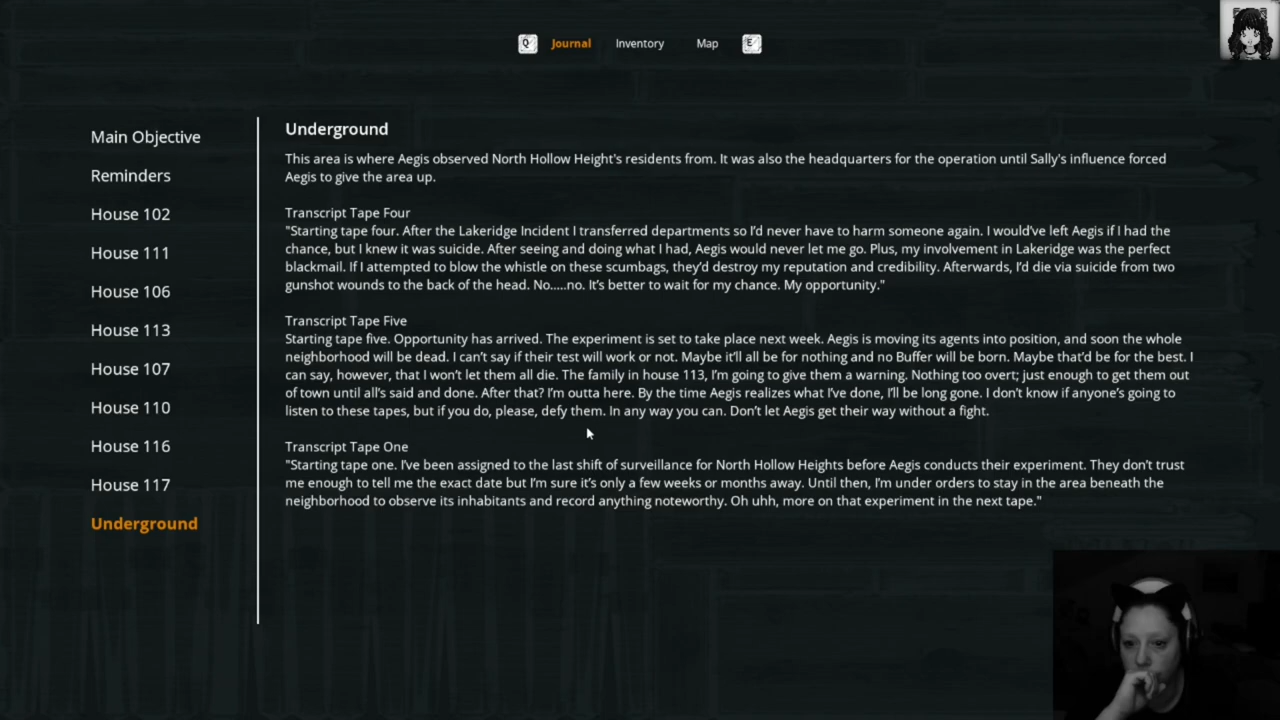 Q Journal Inventory Map E
Main Objective
Reminders
House 102
House 111
House 106
House 113
House 107
House 110
House 116
House 117
Underground
Underground
This area is where Aegis observed North Hollow Height's residents from. It was also the headquarters for the operation until Sally's influence forced
Aegis to give the area up.
Transcript Tape Four
"Starting tape four. After the Lakeridge Incident I transferred departments so I'd never have to harm someone again. I would've left Aegis if I had the
chance, but I knew it was suicide. After seeing and doing what I had, Aegis would never let me go. Plus, my involvement in Lakeridge was the perfect
blackmail. If I attempted to blow the whistle on these scumbags, they'd destroy my reputation and credibility. Afterwards, I'd die via suicide from two
gunshot wounds to the back of the head. No.....no. It's better to wait for my chance. My opportunity."
Transcript Tape Five
Starting tape five. Opportunity has arrived. The experiment is set to take place next week. Aegis is moving its agents into position, and soon the whole
neighborhood will be dead. I can't say if their test will work or not. Maybe it'll all be for nothing and no Buffer will be born. Maybe that'd be for the best. I
can say, however, that I won't let them all die. The family in house 113, I'm going to give them a warning. Nothing too overt; just enough to get them out
of town until all's said and done. After that? I'm outta here. By the time Aegis realizes what I've done, I'll be long gone. I don't know if anyone's going to
listen to these tapes, but if you do, please, defy them. In any way you can. Don't let Aegis get their way without a fight.
Transcript Tape One
"Starting tape one. I've been assigned to the last shift of surveillance for North Hollow Heights before Aegis conducts their experiment. They don't trust
me enough to tell me the exact date but I'm sure it's only a few weeks or months away. Until then, I'm under orders to stay in the area beneath the
neighborhood to observe its inhabitants and record anything noteworthy. Oh uhh, more on that experiment in the next tape."